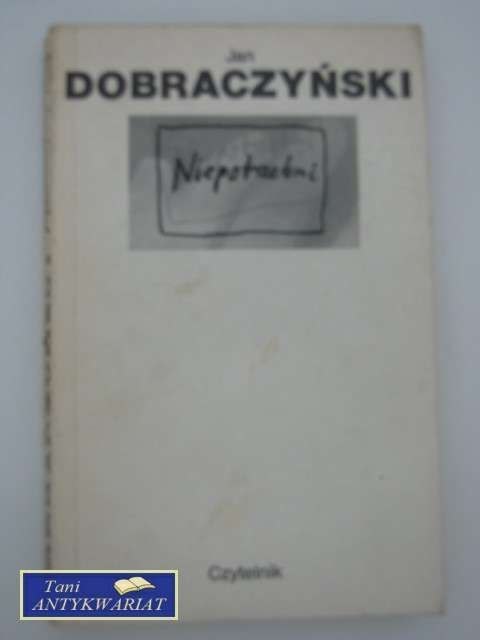 Jan
DOBRACZYŃSKI
Niepotrzebni
Czytelnik
Tani
ANTYKWARIAT